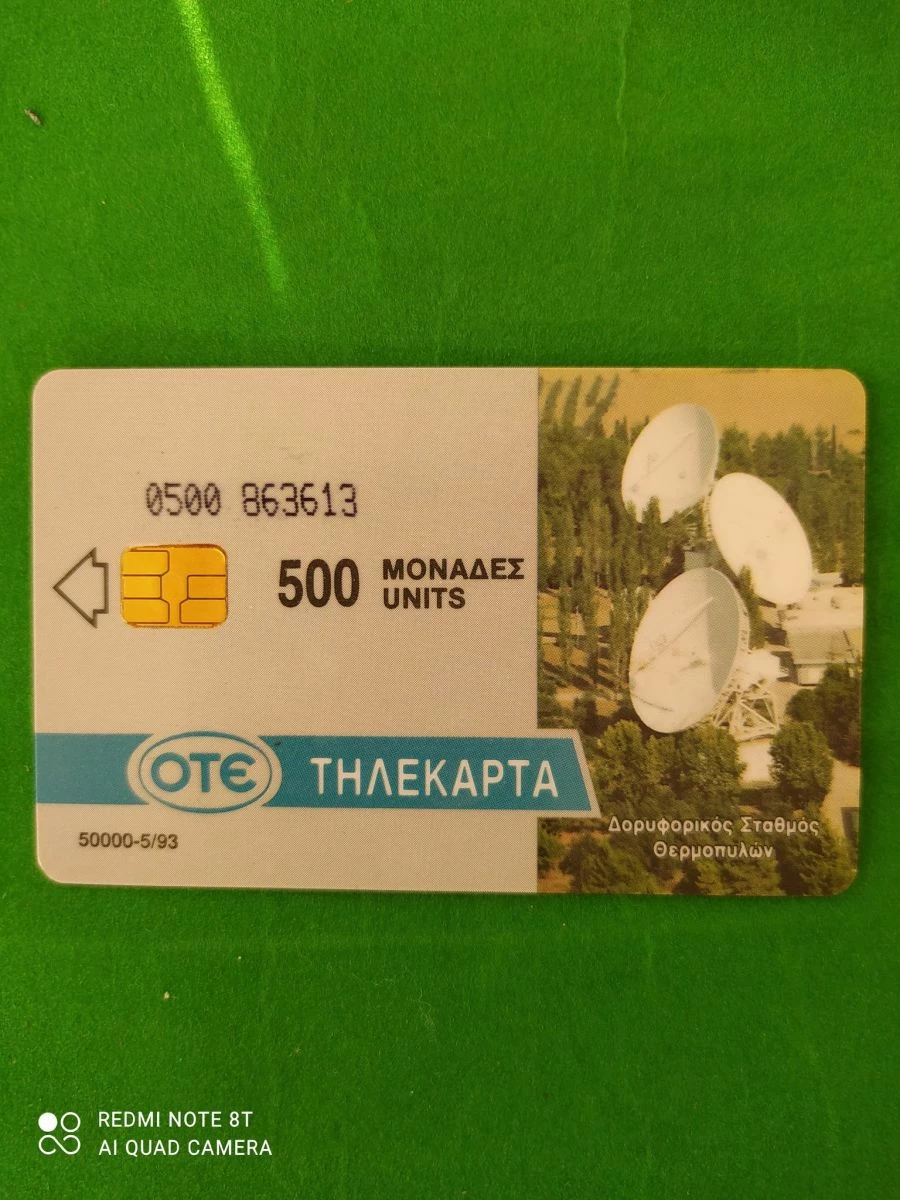 0500 863613
500 ΜΟΝΑΔΕΣ
UNITS
ΟΤΕ ΤΗΛΕΚΑΡΤΑ
50000-5/93
Δορυφορικός Σταθμός
Θερμοπυλών
REDMI NOTE 8T
AI QUAD CAMERA